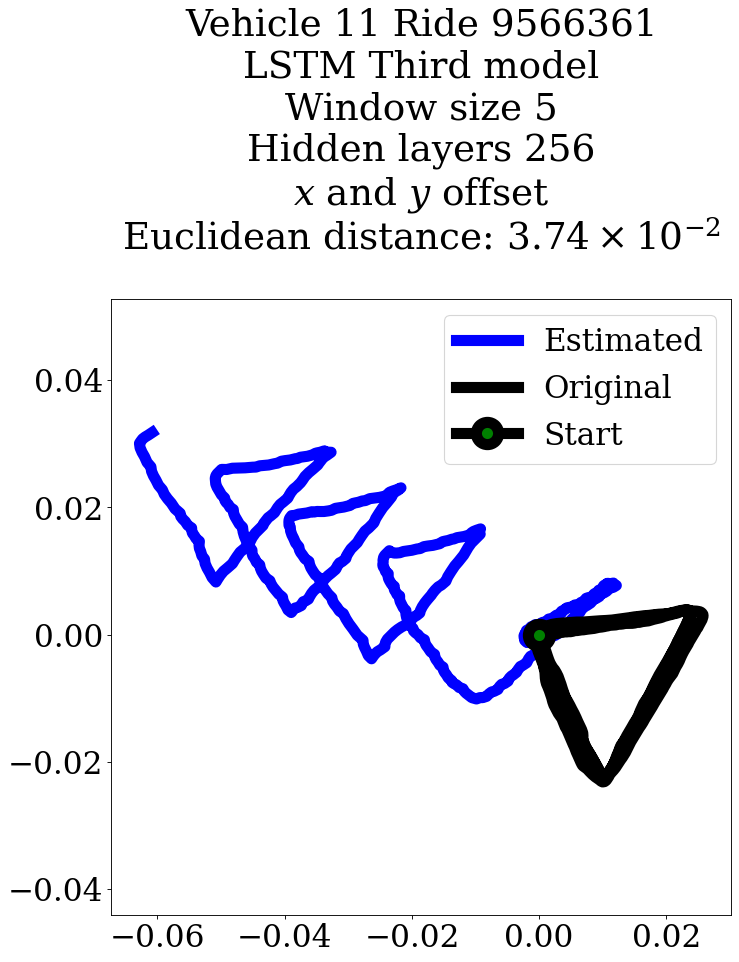 Vehicle 11 Ride 9566361
LSTM Third model
Window size 5
Hidden layers 256
x and y offset
Euclidean distance: 3.74 × 10⁻²
Estimated
Original
Start
0.04
0.02
0.00
−0.02
−0.04
−0.06 −0.04 −0.02 0.00 0.02